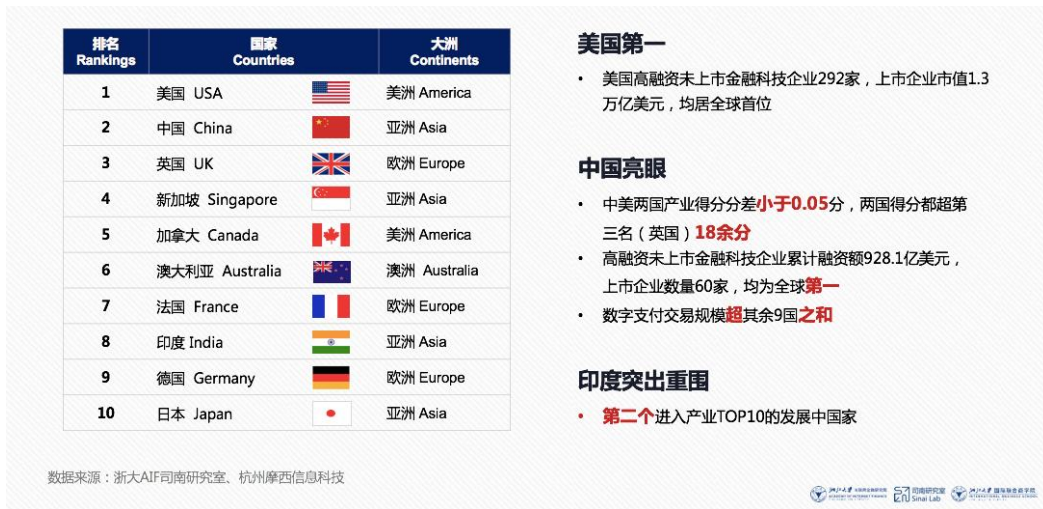 排名 国家 大洲
Rankings Countries Continents
1 美国 USA 美洲 America
2 中国 China 亚洲 Asia
3 英国 UK 欧洲 Europe
4 新加坡 Singapore 亚洲 Asia
5 加拿大 Canada 美洲 America
6 澳大利亚 Australia 澳洲 Australia
7 法国 France 欧洲 Europe
8 印度 India 亚洲 Asia
9 德国 Germany 欧洲 Europe
10 日本 Japan 亚洲 Asia
美国第一
• 美国高融资未上市金融科技企业292家，上市企业市值1.3
万亿美元，均居全球首位
中国亮眼
• 中美两国产业得分分差小于0.05分，两国得分都超第
三名（英国）18余分
• 高融资未上市金融科技企业累计融资额928.1亿美元，
上市企业数量60家，均为全球第一
• 数字支付交易规模超其余9国之和
印度突出重围
• 第二个进入产业TOP10的发展中国家
数据来源：浙大AIF司南研究室、杭州摩西信息科技
司南研究室
Sinai Lab